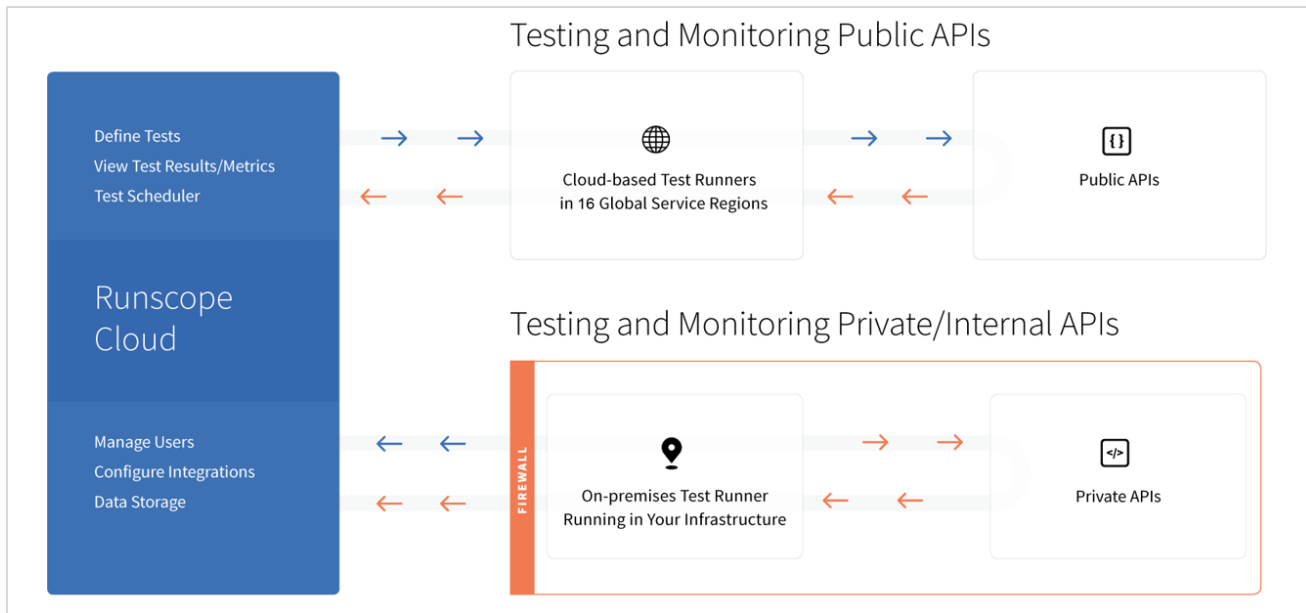 Testing and Monitoring Public APIs
Define Tests
View Test Results/Metrics
Test Scheduler
Cloud-based Test Runners
in 16 Global Service Regions
{}
Public APIs
Runscope
Cloud
Testing and Monitoring Private/Internal APIs
Manage Users
Configure Integrations
Data Storage
FIREWALL
On-premises Test Runner
Running in Your Infrastructure
</>
Private APIs